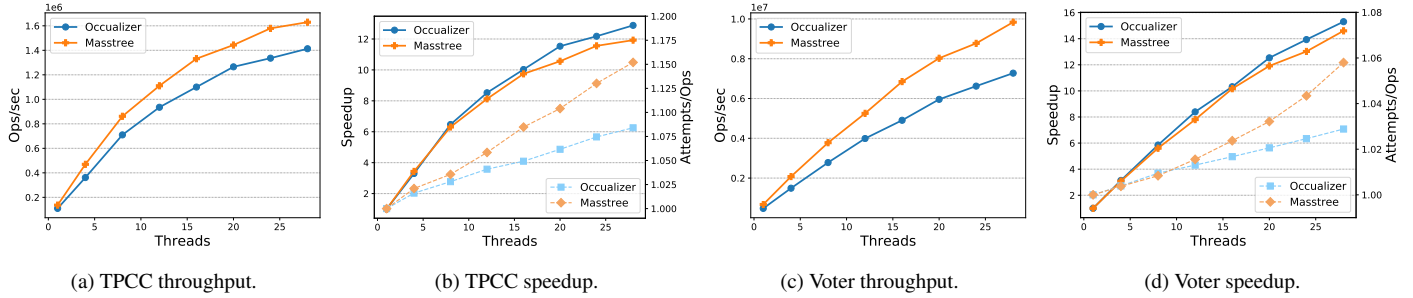 1e6
Occualizer
Masstree
1.6
1.4
1.2
1.0
0.8
0.6
0.4
0.2
Ops/sec
0 5 10 15 20 25
Threads
(a) TPCC throughput.
Occualizer
Masstree
12
10
8
6
4
2
Speedup
1.200
1.175
1.150
1.125
1.100
1.075
1.050
1.025
1.000
Attempts/Ops
Occualizer
Masstree
0 5 10 15 20 25
Threads
(b) TPCC speedup.
1e7
Occualizer
Masstree
1.0
0.8
0.6
0.4
0.2
Ops/sec
0 5 10 15 20 25
Threads
(c) Voter throughput.
Occualizer
Masstree
16
14
12
10
8
6
4
2
Speedup
1.08
1.06
1.04
1.02
1.00
Attempts/Ops
Occualizer
Masstree
0 5 10 15 20 25
Threads
(d) Voter speedup.